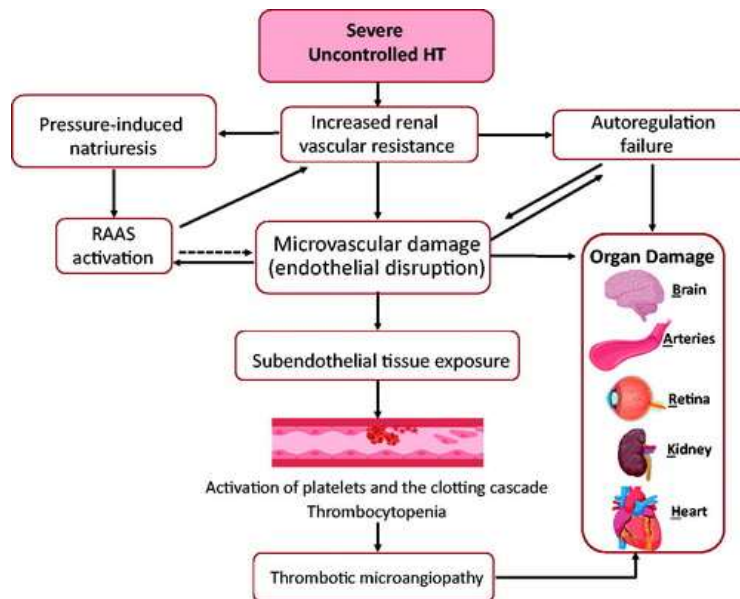 Severe
Uncontrolled HT
Pressure-induced
natriuresis
Increased renal
vascular resistance
Autoregulation
failure
RAAS
activation
Microvascular damage
(endothelial disruption)
Organ Damage
Brain
Arteries
Retina
Kidney
Heart
Subendothelial tissue exposure
Activation of platelets and the clotting cascade
Thrombocytopenia
Thrombotic microangiopathy